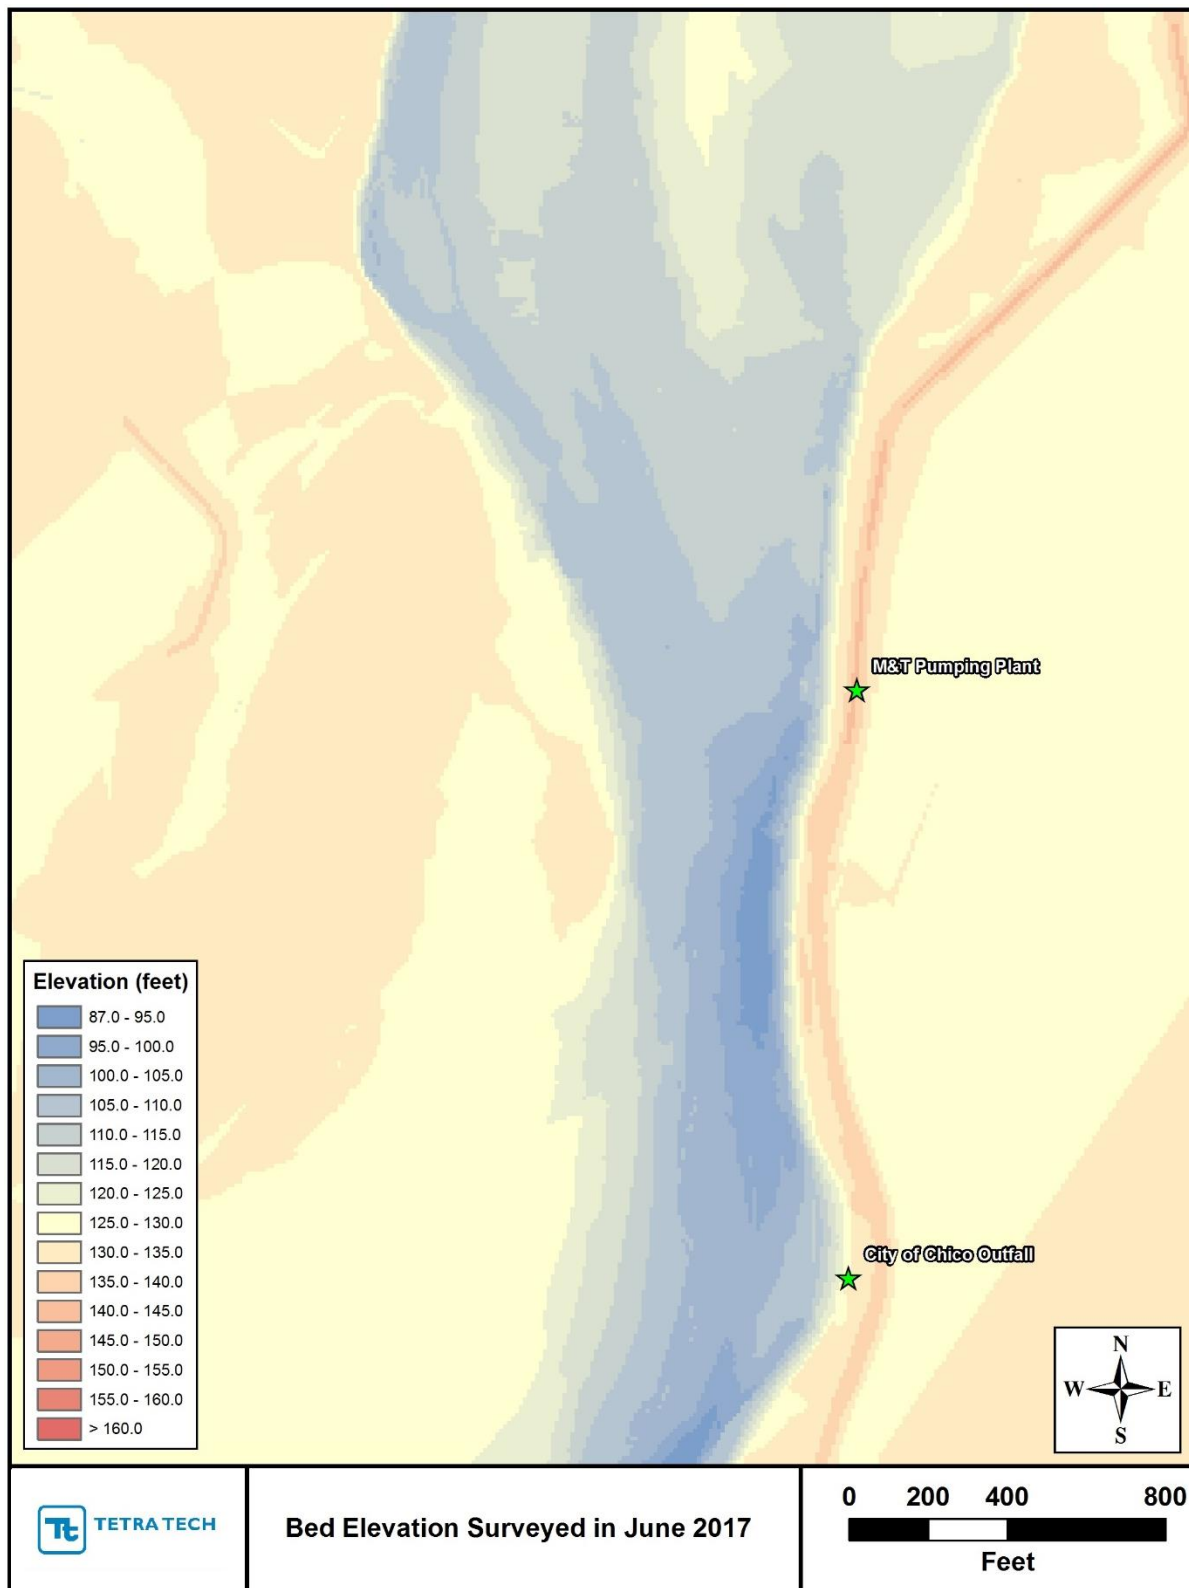 M&T Pumping Plant
City of Chico Outfall
Elevation (feet)
87.0 - 95.0
95.0 - 100.0
100.0 - 105.0
105.0 - 110.0
110.0 - 115.0
115.0 - 120.0
120.0 - 125.0
125.0 - 130.0
130.0 - 135.0
135.0 - 140.0
140.0 - 145.0
145.0 - 150.0
150.0 - 155.0
155.0 - 160.0
> 160.0
N
W E
S
Tt TETRA TECH
Bed Elevation Surveyed in June 2017
0 200 400 800
Feet